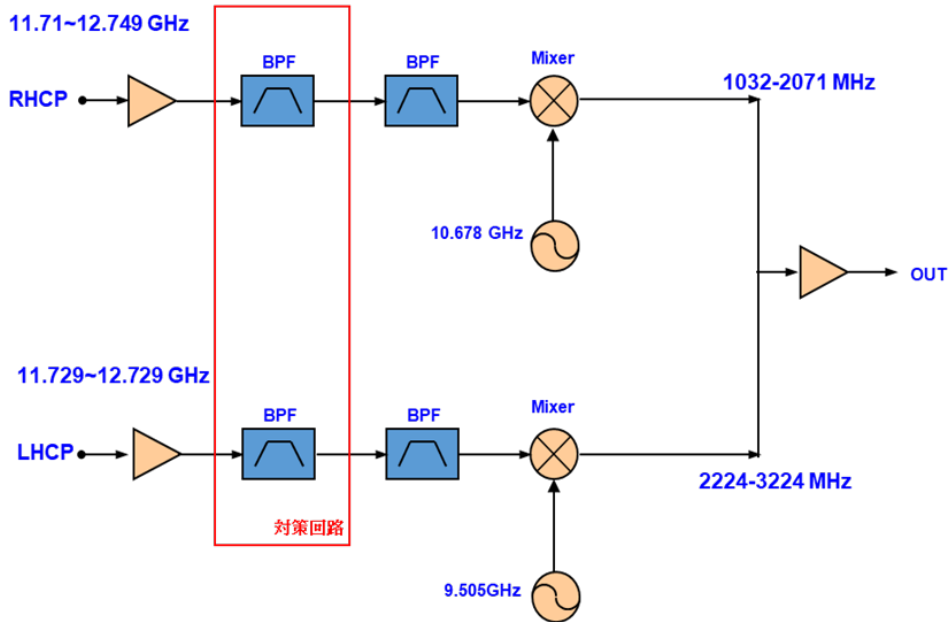 11.71~12.749 GHz
BPF
BPF
Mixer
RHCP
1032-2071 MHz
10.678 GHz
OUT
11.729~12.729 GHz
BPF
BPF
Mixer
LHCP
2224-3224 MHz
対策回路
9.505GHz